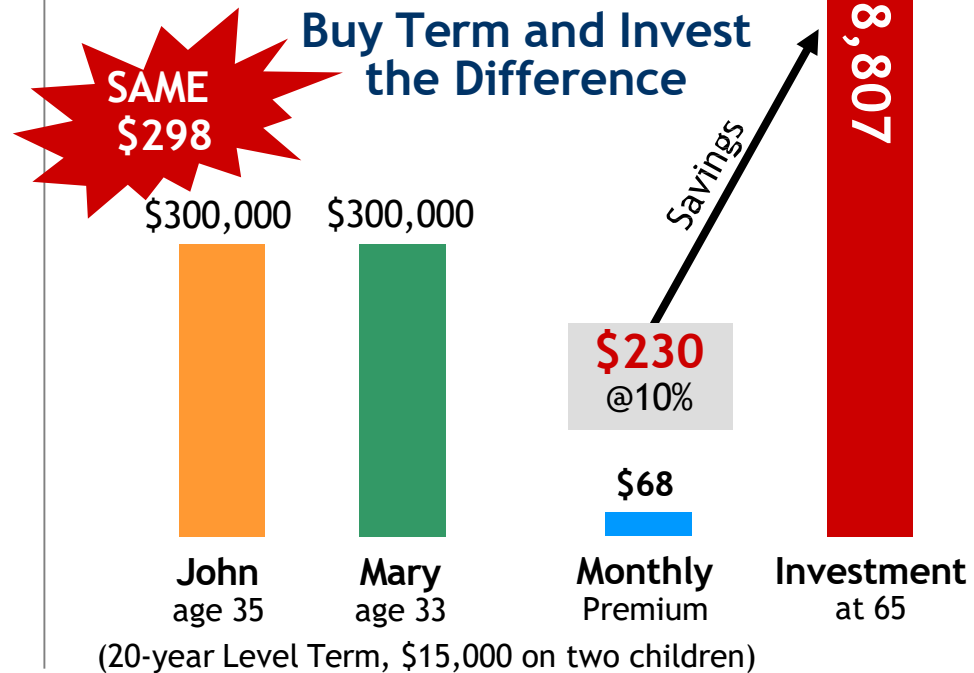 Buy Term and Invest
the Difference
SAME
$298
8,807
Savings
$300,000
$300,000
$230
@10%
$68
John
age 35
Mary
age 33
Monthly
Premium
Investment
at 65
(20-year Level Term, $15,000 on two children)